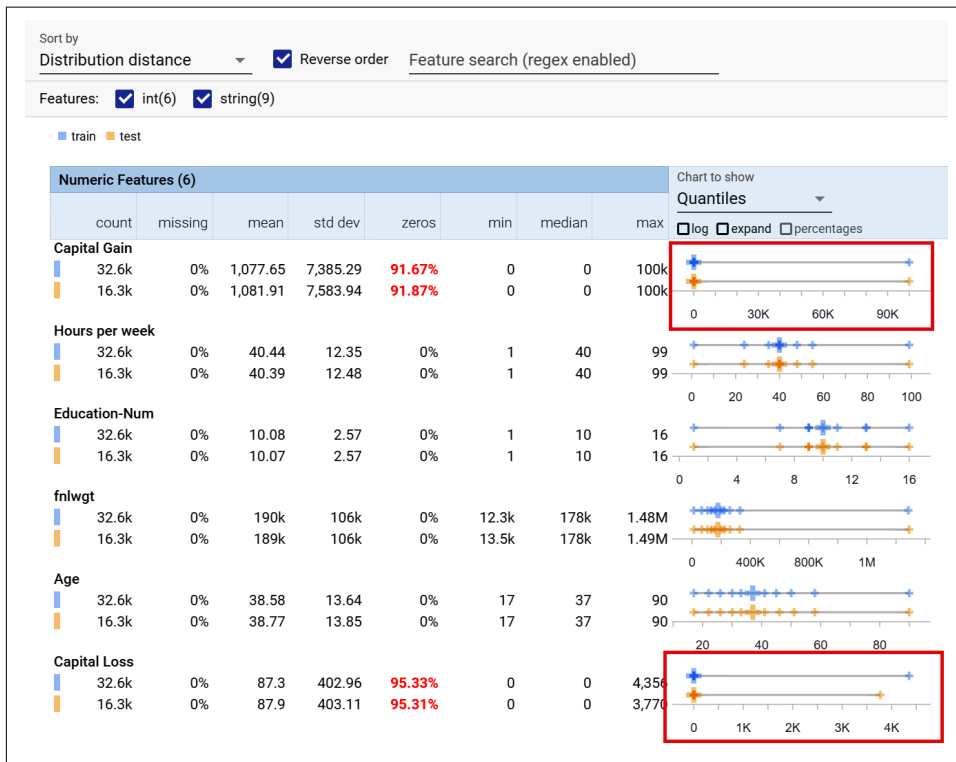 Sort by
Distribution distance Reverse order Feature search (regex enabled)
Features: int(6) string(9)
train test
Numeric Features (6) Chart to show
Quantiles
count missing mean std dev zeros min median max
log expand percentages
Capital Gain
32.6k 0% 1,077.65 7,385.29 91.67% 0 0 100k
16.3k 0% 1,081.91 7,583.94 91.87% 0 0 100k
0 30K 60K 90K
Hours per week
32.6k 0% 40.44 12.35 0% 1 40 99
16.3k 0% 40.39 12.48 0% 1 40 99
0 20 40 60 80 100
Education-Num
32.6k 0% 10.08 2.57 0% 1 10 16
16.3k 0% 10.07 2.57 0% 1 10 16
0 4 8 12 16
fnlwgt
32.6k 0% 190k 106k 0% 12.3k 178k 1.48M
16.3k 0% 189k 106k 0% 13.5k 178k 1.49M
0 400K 800K 1M
Age
32.6k 0% 38.58 13.64 0% 17 37 90
16.3k 0% 38.77 13.85 0% 17 37 90
20 40 60 80
Capital Loss
32.6k 0% 87.3 402.96 95.33% 0 0 4,356
16.3k 0% 87.9 403.11 95.31% 0 0 3,770
0 1K 2K 3K 4K